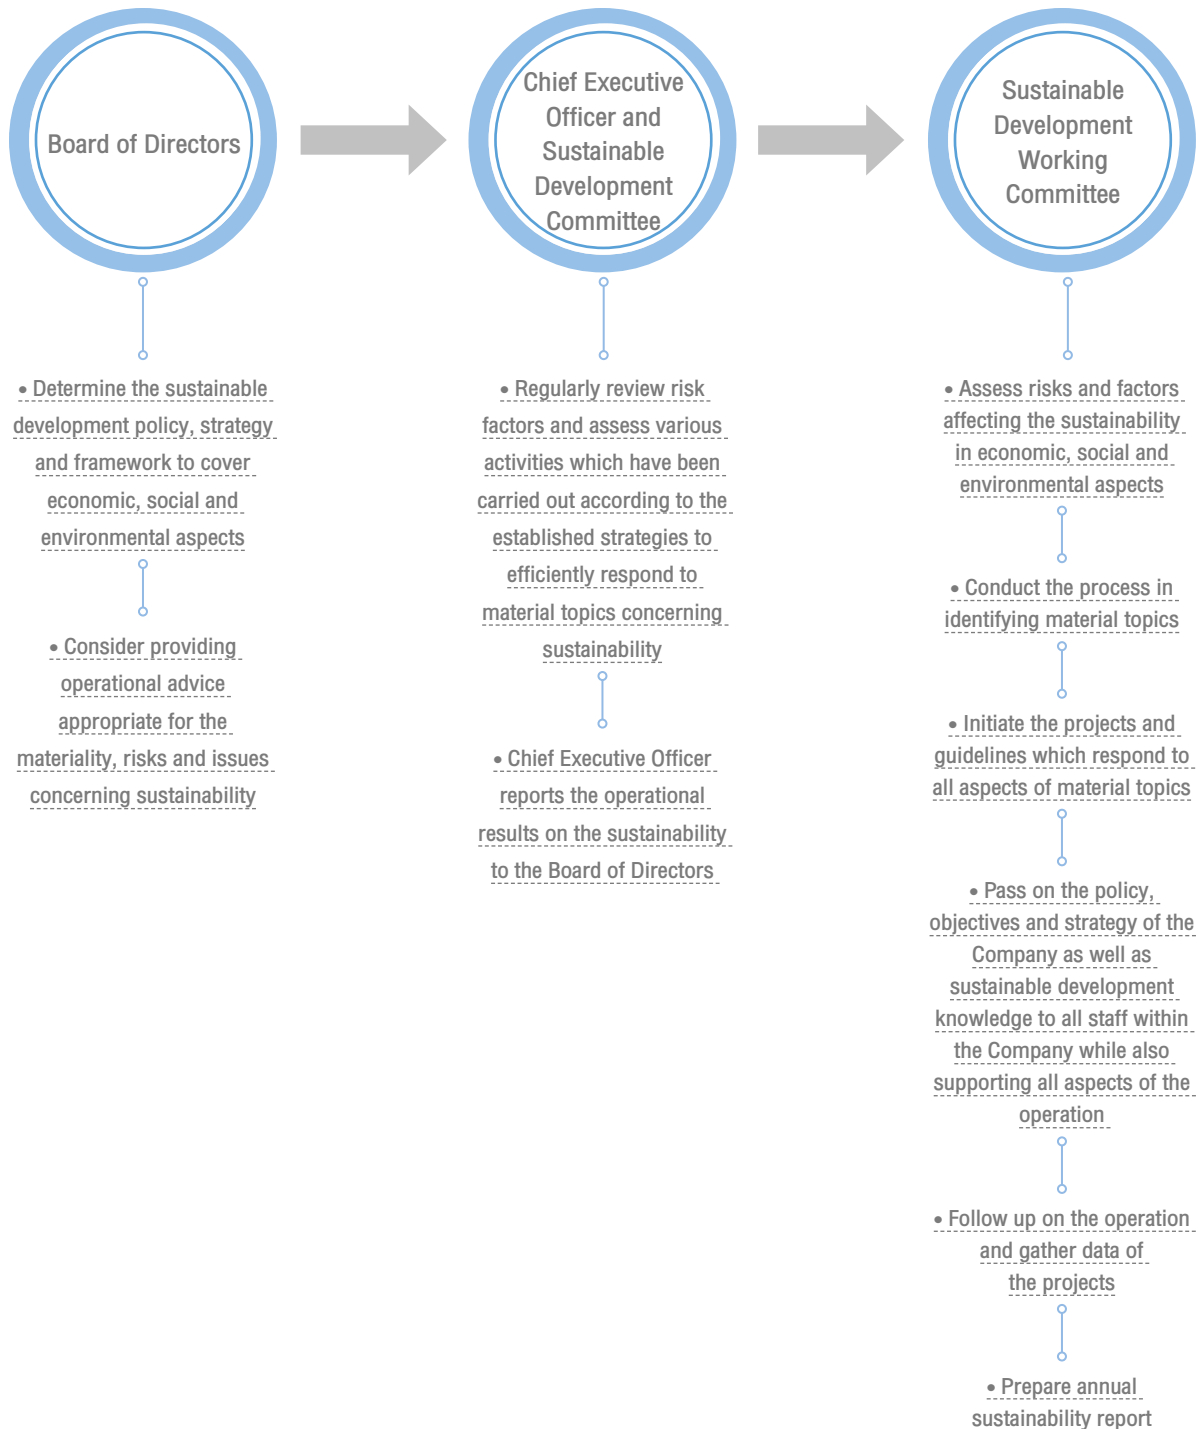 Board of Directors
Chief Executive
Officer and
Sustainable
Development
Committee
Sustainable
Development
Working
Committee
• Determine the sustainable
development policy, strategy
and framework to cover
economic, social and
environmental aspects
• Consider providing
operational advice
appropriate for the
materiality, risks and issues
concerning sustainability
• Regularly review risk
factors and assess various
activities which have been
carried out according to the
established strategies to
efficiently respond to
material topics concerning
sustainability
• Chief Executive Officer
reports the operational
results on the sustainability
to the Board of Directors
• Assess risks and factors
affecting the sustainability
in economic, social and
environmental aspects
• Conduct the process in
identifying material topics
• Initiate the projects and
guidelines which respond to
all aspects of material topics
• Pass on the policy,
objectives and strategy of the
Company as well as
sustainable development
knowledge to all staff within
the Company while also
supporting all aspects of the
operation
• Follow up on the operation
and gather data of
the projects
• Prepare annual
sustainability report